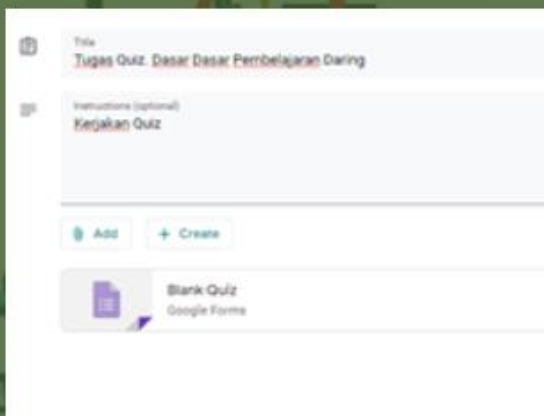 Title
Tugas Quiz. Dasar Dasar Pembelajaran Daring
Instructions (optional)
Kerjakan Quiz
Add
+ Create
Blank Quiz
Google Forms